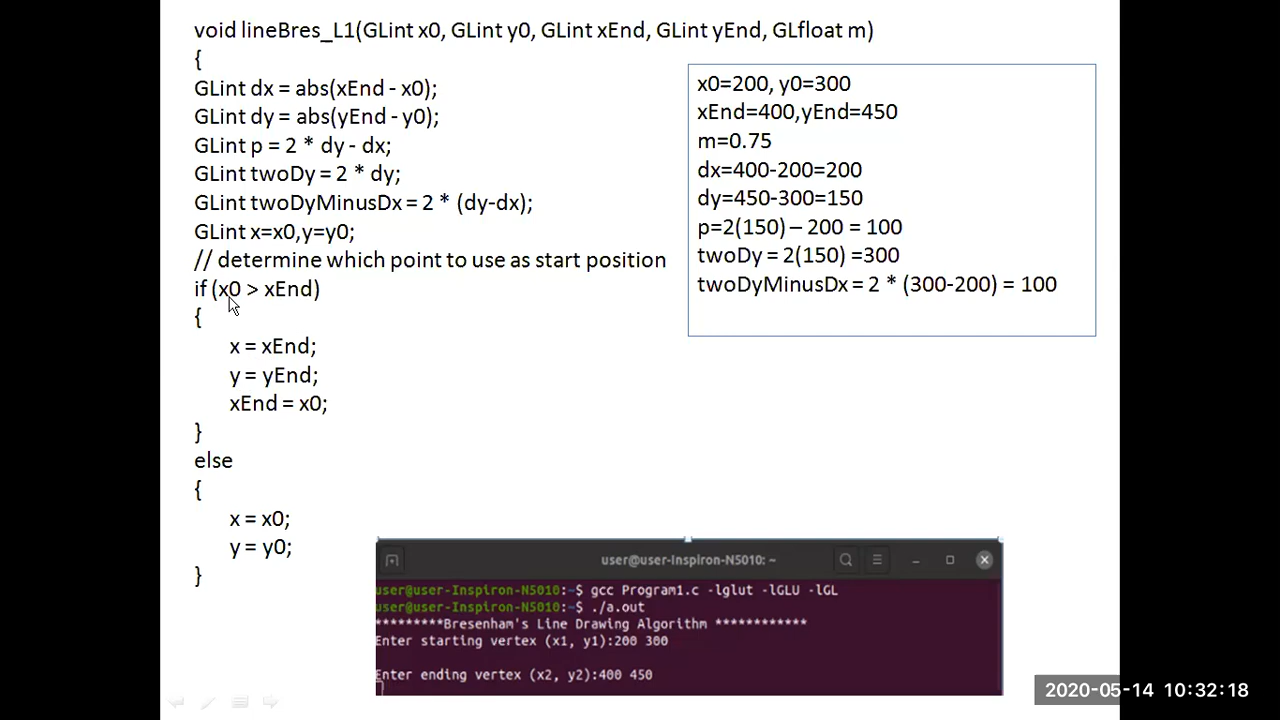 void lineBres_L1(GLint x0, GLint y0, GLint xEnd, GLint yEnd, GLfloat m)
{
GLint dx = abs(xEnd - x0);
GLint dy = abs(yEnd - y0);
GLint p = 2 * dy - dx;
GLint twoDy = 2 * dy;
GLint twoDyMinusDx = 2 * (dy-dx);
GLint x=x0,y=y0;
// determine which point to use as start position
if (x0 > xEnd)
{
x = xEnd;
y = yEnd;
xEnd = x0;
}
else
{
x = x0;
y = y0;
}
x0=200, y0=300
xEnd=400,yEnd=450
m=0.75
dx=400-200=200
dy=450-300=150
p=2(150) – 200 = 100
twoDy = 2(150) =300
twoDyMinusDx = 2 * (300-200) = 100
user@user-Inspiron-N5010: ~
user@user-Inspiron-N5010:~$ gcc Program1.c -lglut -lGLU -lGL
user@user-Inspiron-N5010:~$ ./a.out
*********Bresenham's Line Drawing Algorithm ************
Enter starting vertex (x1, y1):200 300
Enter ending vertex (x2, y2):400 450
2020-05-14 10:32:18